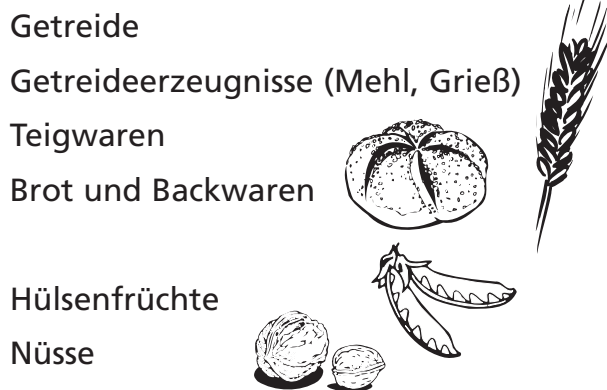 Getreide
Getreideerzeugnisse (Mehl, Grieß)
Teigwaren
Brot und Backwaren
Hülsenfrüchte
Nüsse